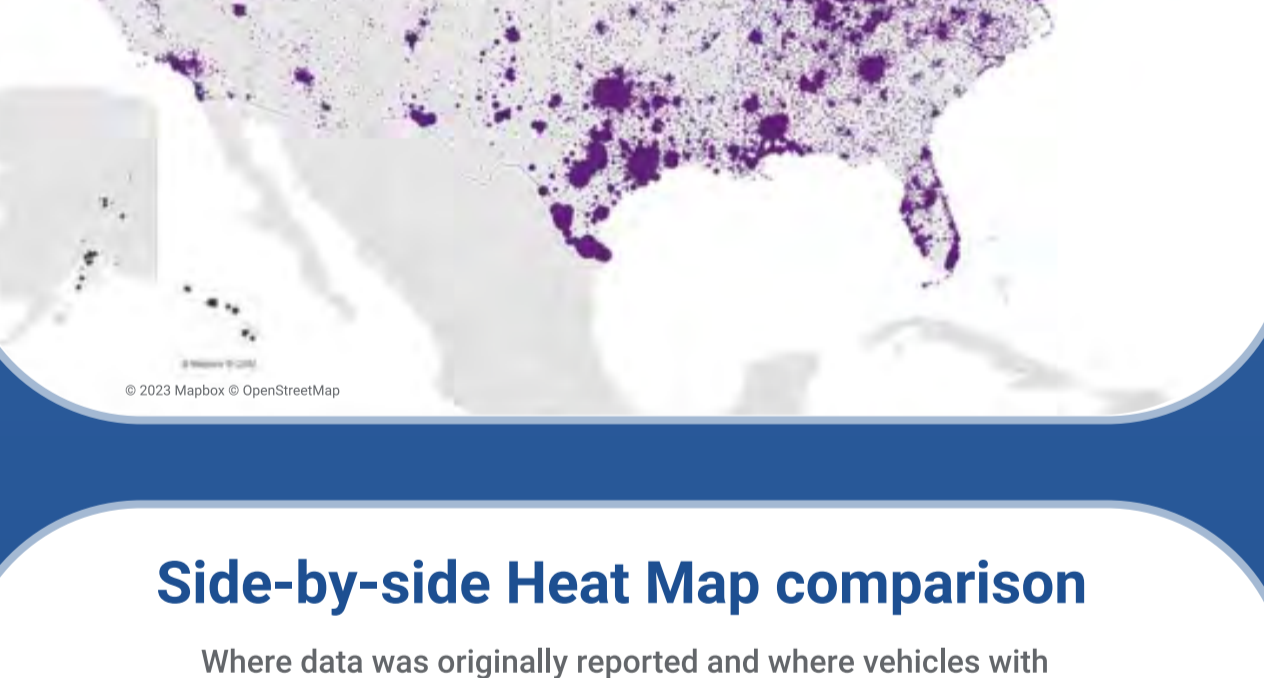 © 2023 Mapbox © OpenStreetMap
Side-by-side Heat Map comparison
Where data was originally reported and where vehicles with